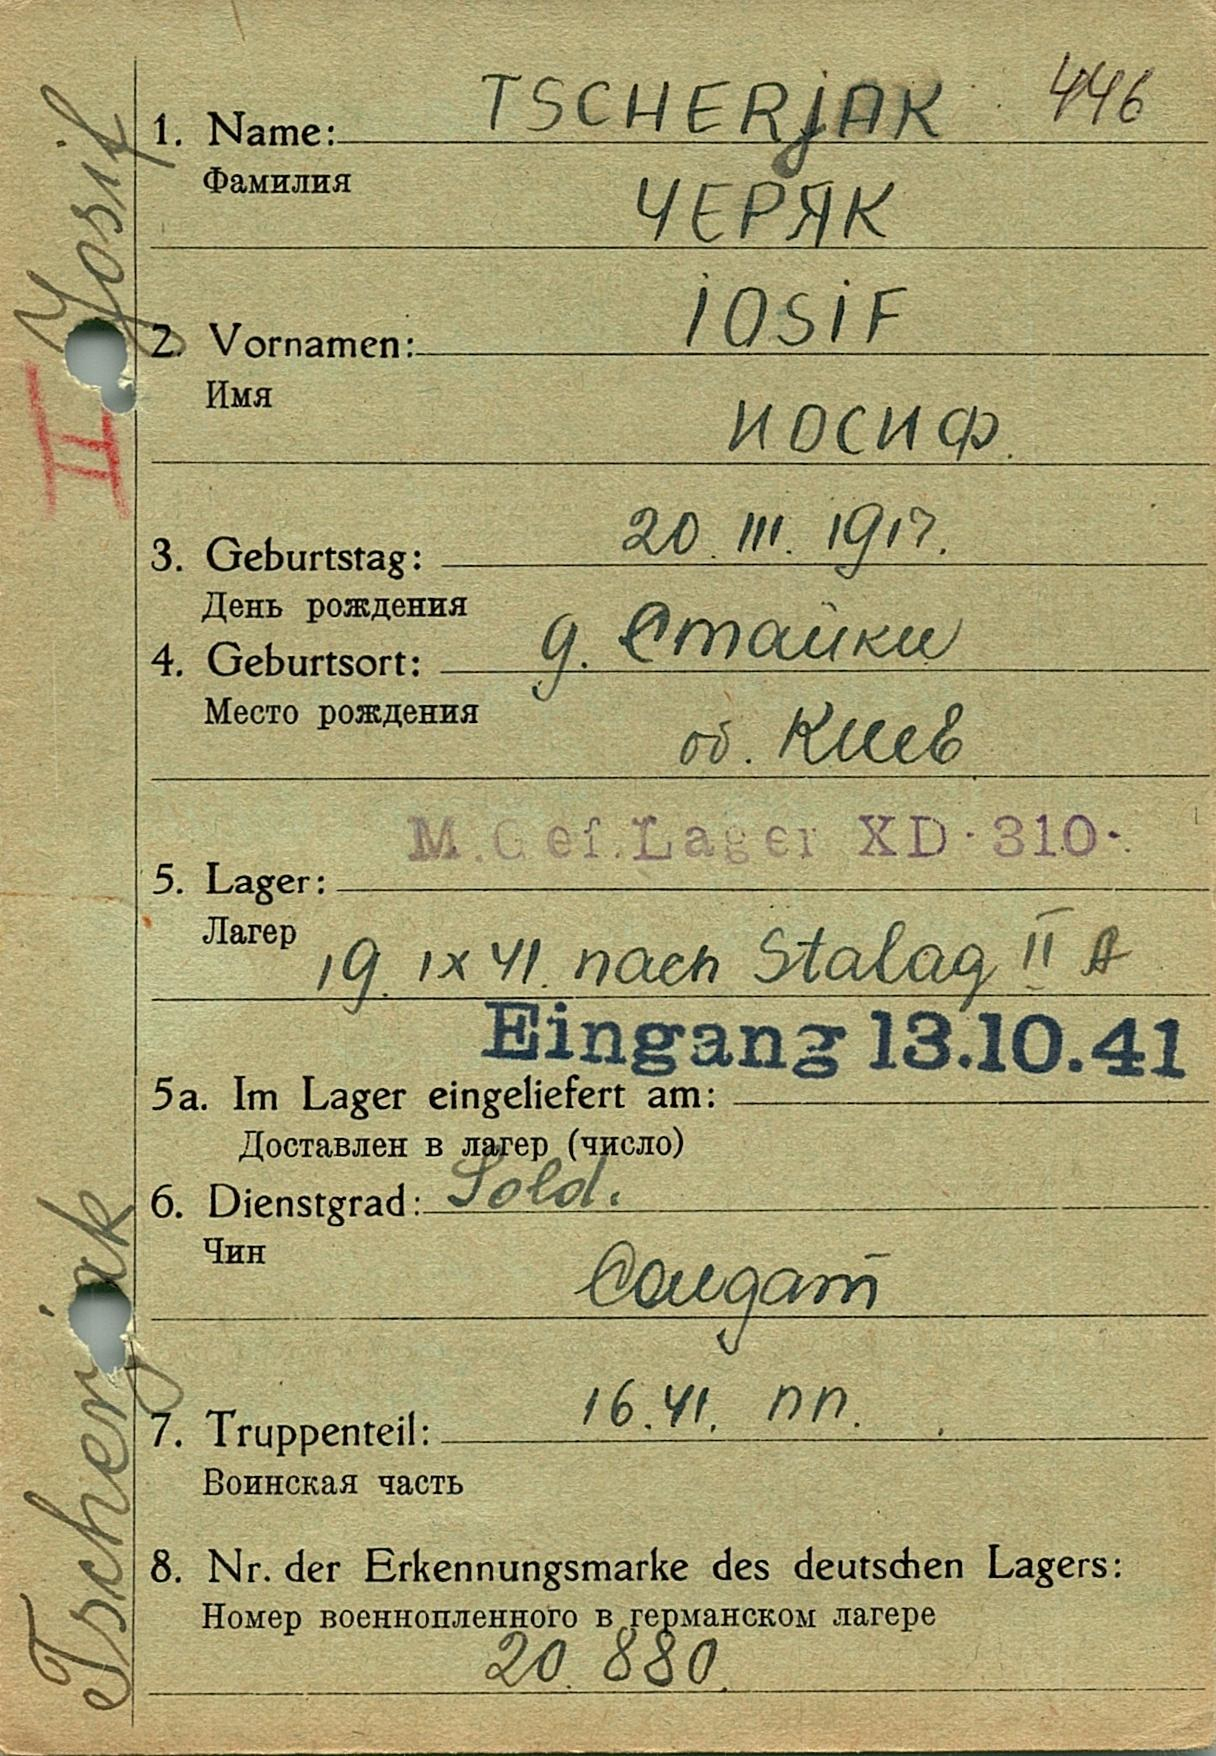 446
1. Name: TSCHERjAK
Фамилия
ЧЕРЯК
2. Vornamen: iOSiF
Имя
ИОСИФ.
3. Geburtstag: 20. III. 1917.
День рождения
4. Geburtsort: д. Стайки
Место рождения
об. Киев
M.Gef.Lager XD·310·
5. Lager:
Лагер
19. IX 41. nach Stalag II A
Eingang 13.10.41
5a. Im Lager eingeliefert am:
Доставлен в лагер (число)
6. Dienstgrad: Sold.
Чин
Солдат
7. Truppenteil: 16.41. пп.
Воинская часть
8. Nr. der Erkennungsmarke des deutschen Lagers:
Номер военнопленного в германском лагере
20.880.
Tscherjak
II
Yosif